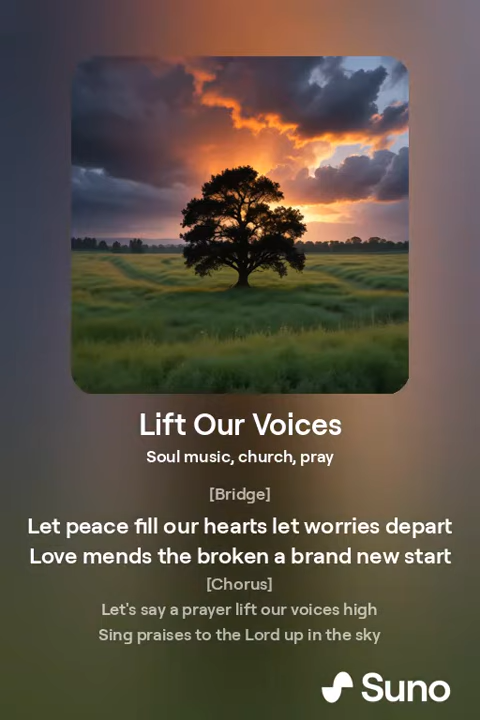 Lift Our Voices
Soul music, church, pray
[Bridge]
Let peace fill our hearts let worries depart
Love mends the broken a brand new start
[Chorus]
Let's say a prayer lift our voices high
Sing praises to the Lord up in the sky
Suno